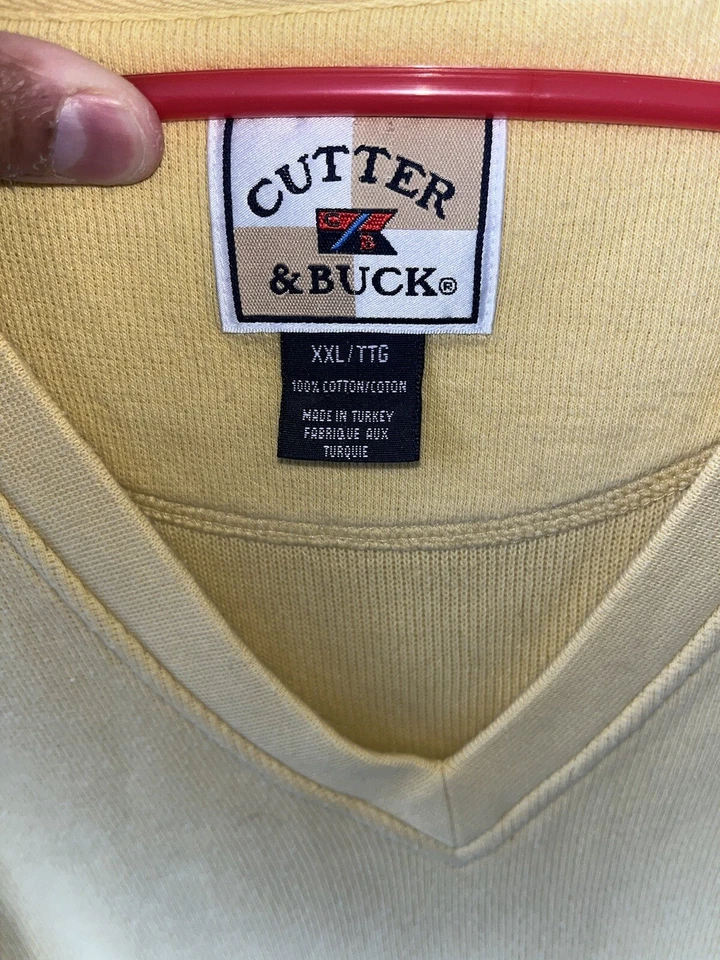 CUTTER
C B
& BUCK®
XXL/TTG
100% COTTON/COTON
MADE IN TURKEY
FABRIQUE AUX
TURQUIE